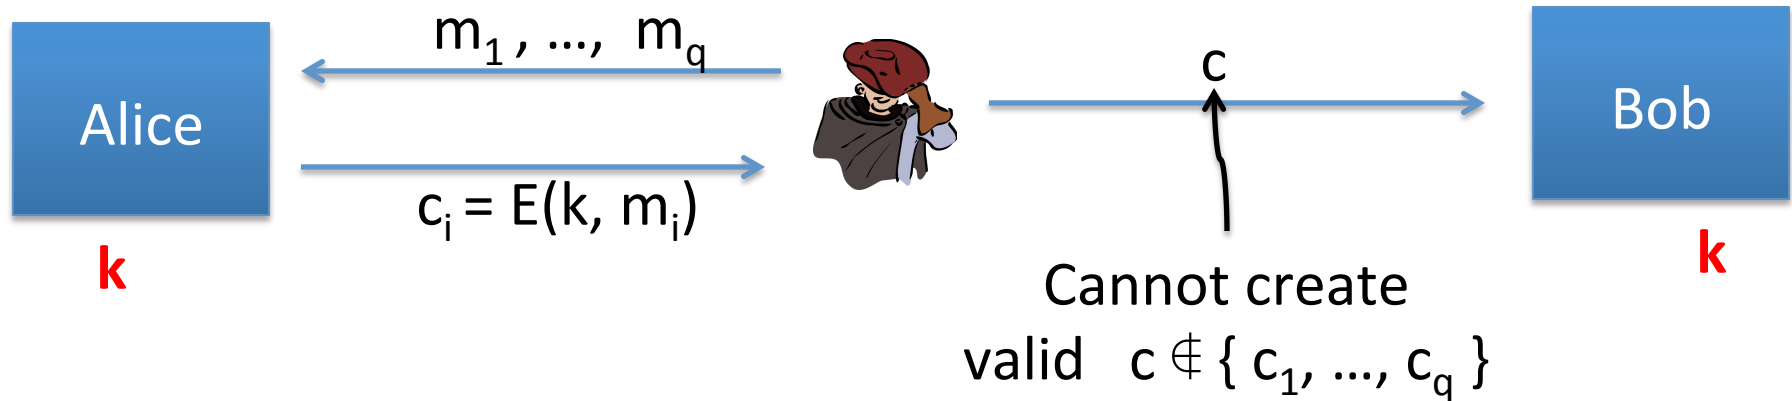 m₁ , …, mq
Alice
cᵢ = E(k, mᵢ)
k
c
Bob
k
Cannot create
valid c ∉ { c₁, …, cq }